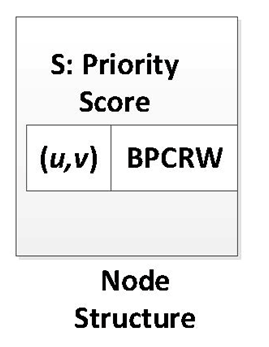 S: Priority
Score
(u,v) BPCRW
Node
Structure